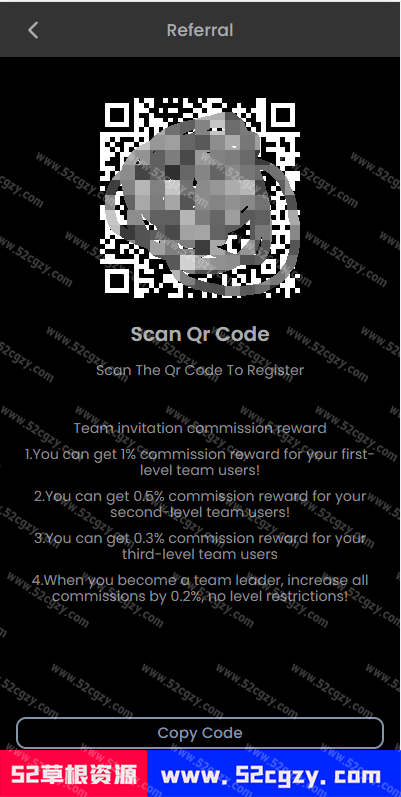 Referral
Scan Qr Code
Scan The Qr Code To Register
Team invitation commission reward
1.You can get 1% commission reward for your first-
level team users!
2.You can get 0.5% commission reward for your
second-level team users!
3.You can get 0.3% commission reward for your
third-level team users
4.When you become a team leader, increase all
commissions by 0.2%, no level restrictions!
Copy Code
52草根资源 www.52cgzy.com